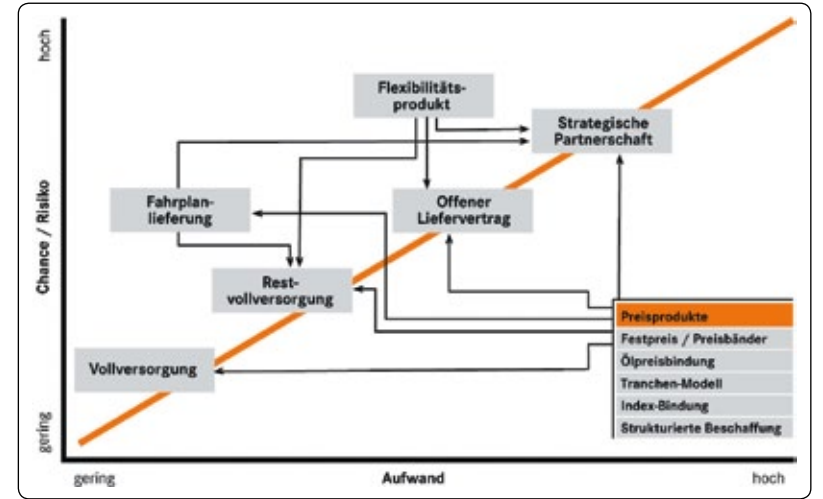 hoch
Chance / Risiko
gering
Flexibilitäts-
produkt
Strategische
Partnerschaft
Fahrplan-
lieferung
Offener
Liefervertrag
Rest-
vollversorgung
Vollversorgung
Preisprodukte
Festpreis / Preisbänder
Ölpreisbindung
Tranchen-Modell
Index-Bindung
Strukturierte Beschaffung
gering
Aufwand
hoch